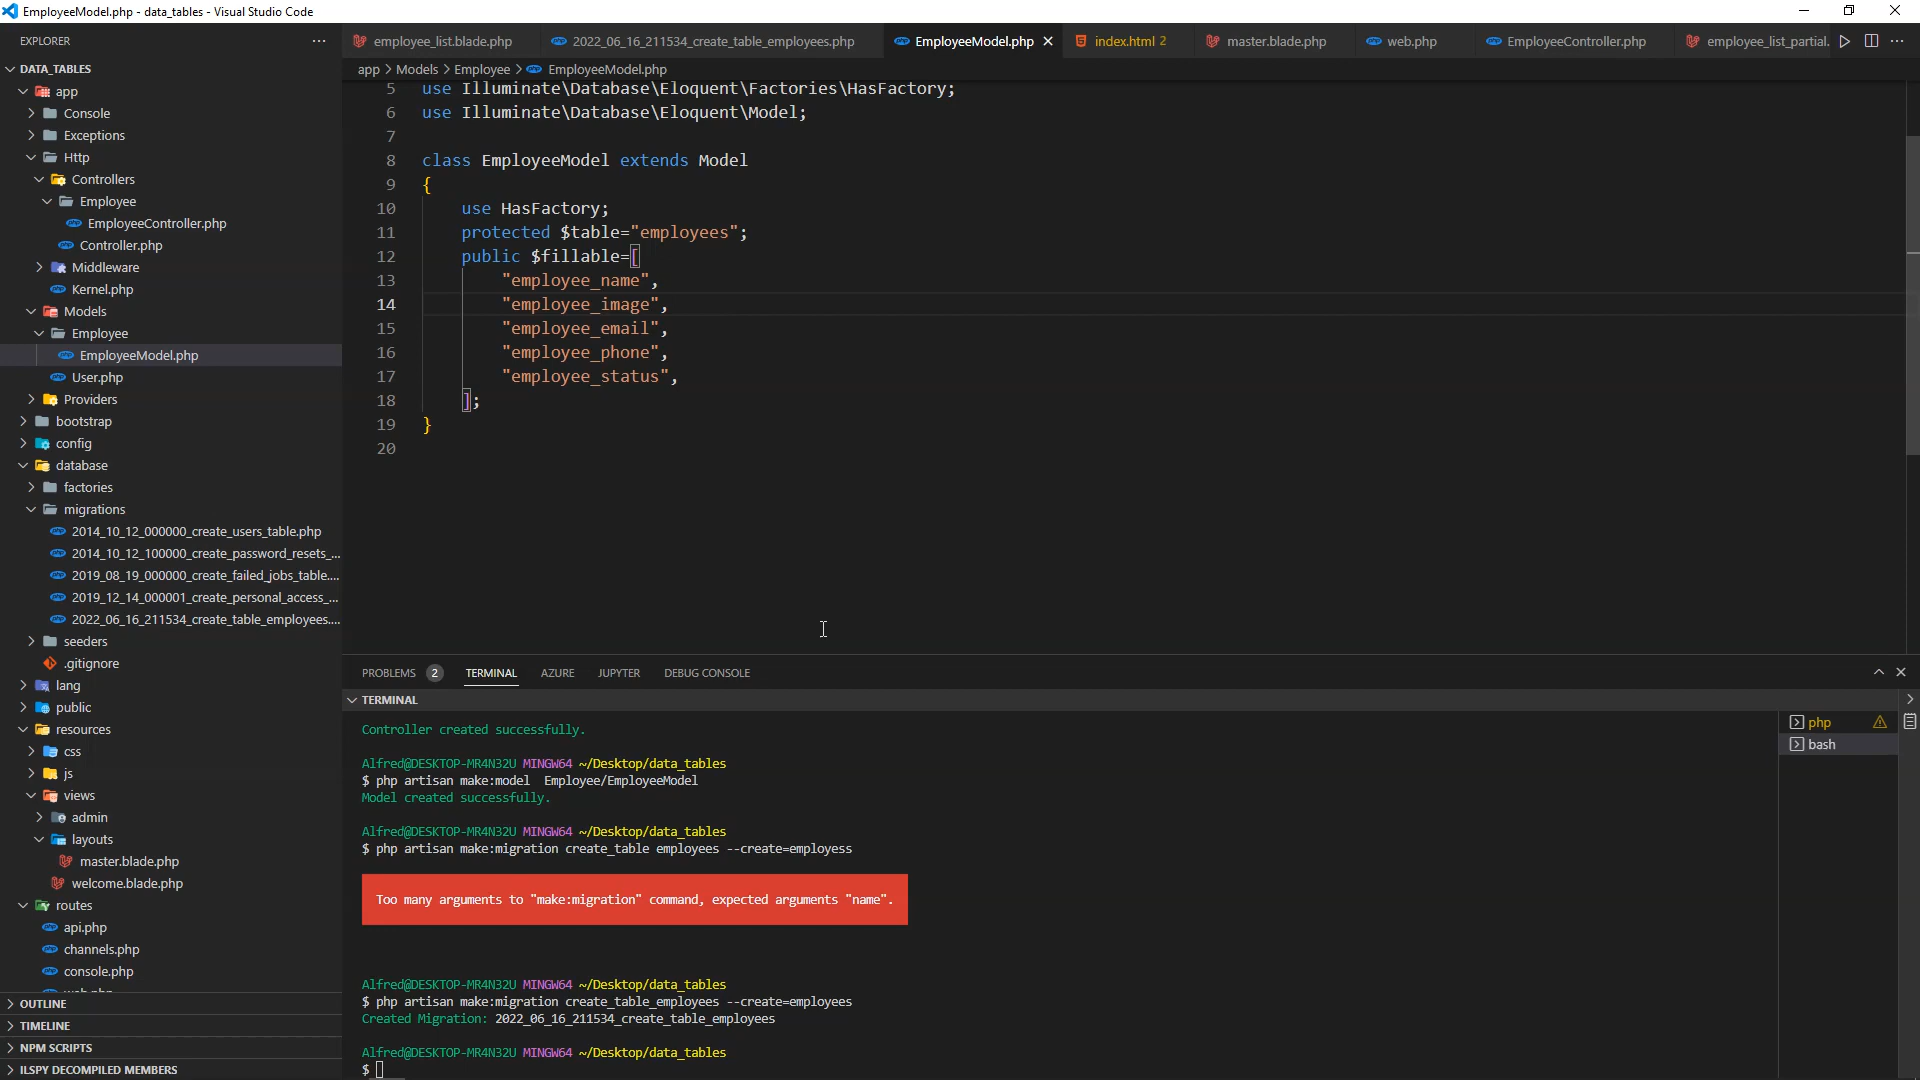 EmployeeModel.php - data_tables - Visual Studio Code
EXPLORER
DATA_TABLES
app
Console
Exceptions
Http
Controllers
Employee
EmployeeController.php
Controller.php
Middleware
Kernel.php
Models
Employee
EmployeeModel.php
User.php
Providers
bootstrap
config
database
factories
migrations
2014_10_12_000000_create_users_table.php
2014_10_12_100000_create_password_resets_...
2019_08_19_000000_create_failed_jobs_table....
2019_12_14_000001_create_personal_access_...
2022_06_16_211534_create_table_employees....
seeders
.gitignore
lang
public
resources
css
js
views
admin
layouts
master.blade.php
welcome.blade.php
routes
api.php
channels.php
console.php
OUTLINE
TIMELINE
NPM SCRIPTS
ILSPY DECOMPILED MEMBERS
employee_list.blade.php
2022_06_16_211534_create_table_employees.php
EmployeeModel.php
index.html 2
master.blade.php
web.php
EmployeeController.php
employee_list_partial.
app > Models > Employee > EmployeeModel.php
5 use Illuminate\Database\Eloquent\Factories\HasFactory;
6 use Illuminate\Database\Eloquent\Model;
7
8 class EmployeeModel extends Model
9 {
10 use HasFactory;
11 protected $table="employees";
12 public $fillable=[
13 "employee_name",
14 "employee_image",
15 "employee_email",
16 "employee_phone",
17 "employee_status",
18 ];
19 }
20
PROBLEMS 2 TERMINAL AZURE JUPYTER DEBUG CONSOLE
TERMINAL
Controller created successfully.
Alfred@DESKTOP-MR4N32U MINGW64 ~/Desktop/data_tables
$ php artisan make:model  Employee/EmployeeModel
Model created successfully.
Alfred@DESKTOP-MR4N32U MINGW64 ~/Desktop/data_tables
$ php artisan make:migration create_table employees --create=employess
Too many arguments to "make:migration" command, expected arguments "name".
Alfred@DESKTOP-MR4N32U MINGW64 ~/Desktop/data_tables
$ php artisan make:migration create_table_employees --create=employees
Created Migration: 2022_06_16_211534_create_table_employees
Alfred@DESKTOP-MR4N32U MINGW64 ~/Desktop/data_tables
$
php
bash